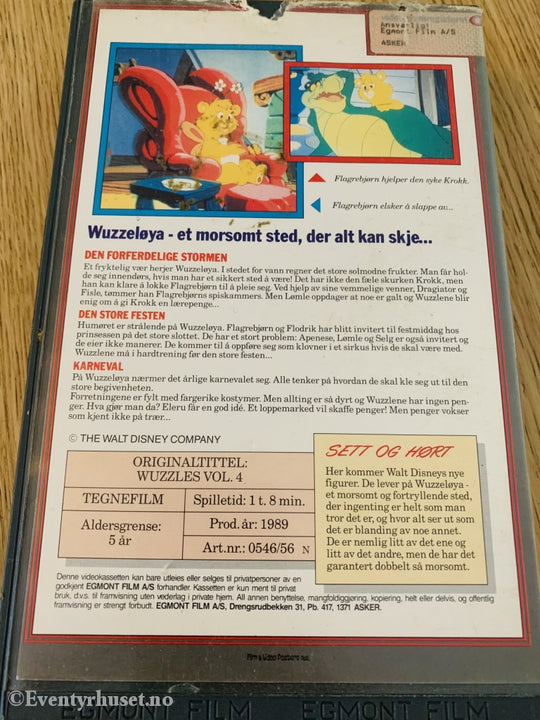 Ansvarlig:
Egmont Film A/S
ASKER
Flagrebjørn hjelper den syke Krokk.
Flagrebjørn elsker å slappe av...
Wuzzeløya - et morsomt sted, der alt kan skje...
DEN FORFERDELIGE STORMEN
Et fryktelig vær herjer Wuzzeløya. I stedet for vann regner det store solmodne frukter. Man får hol-
de seg innendørs, hvis man har et sikkert sted å være! Det har ikke den fæle skurken Krokk, men
han kan klare å lokke Flagrebjørn til å pleie seg. Ved hjelp av sine vemmelige venner, Dragiator og
Fisle, tømmer han Flagrebjørns spiskammers. Men Lømle oppdager at noe er galt og Wuzzlene blir
enig om å gi Krokk en lærepenge...
DEN STORE FESTEN
Humøret er strålende på Wuzzeløya. Flagrebjørn og Flodrik har blitt invitert til festmiddag hos
prinsessen på det store slottet. De har et stort problem: Apenese, Lømle og Selg er også invitert og
de eier ikke manerer. De kommer til å oppføre seg som klovner i et sirkus hvis de skal være med.
Wuzzlene må i hardtrening før den store festen...
KARNEVAL
På Wuzzeløya nærmer det årlige karnevalet seg. Alle tenker på hvordan de skal kle seg ut til den
store begivenheten.
Forretningene er fylt med fargerike kostymer. Men allting er så dyrt og Wuzzlene har ingen pen-
ger. Hva gjør man da? Eleru får en god idé. Et loppemarked vil skaffe penger! Men penger vokser
som kjent ikke på trær...
© THE WALT DISNEY COMPANY
ORIGINALTITTEL:
WUZZLES VOL. 4
TEGNEFILM
Spilletid: 1 t. 8 min.
Aldersgrense:
5 år
Prod.år: 1989
Art.nr.: 0546/56 N
SETT OG HØRT
Her kommer Walt Disneys nye
figurer. De lever på Wuzzeløya -
et morsomt og fortryllende sted,
der ingenting er helt som man
tror det er, og hvor alt ser ut som
det er blanding av noe annet.
De er nemlig litt av det ene og
litt av det andre, men de har det
garantert dobbelt så morsomt.
Denne videokassetten kan bare utleies eller selges til privatpersoner av en
godkjent EGMONT FILM A/S forhandler. Kassetten er kun ment til privat
bruk, d.v.s. til fremvisning uten vederlag i private hjem. All annen benyttelse, mangfoldiggjøring, kopiering, helt eller delvis, og offentlig
framvisning er strengt forbudt. EGMONT FILM A/S, Drengsrudbekken 31, Pb. 417, 1371 ASKER.
Film & Video Posters no.
©Eventyrhuset.no
EGMONT FILM EGMONT FILM